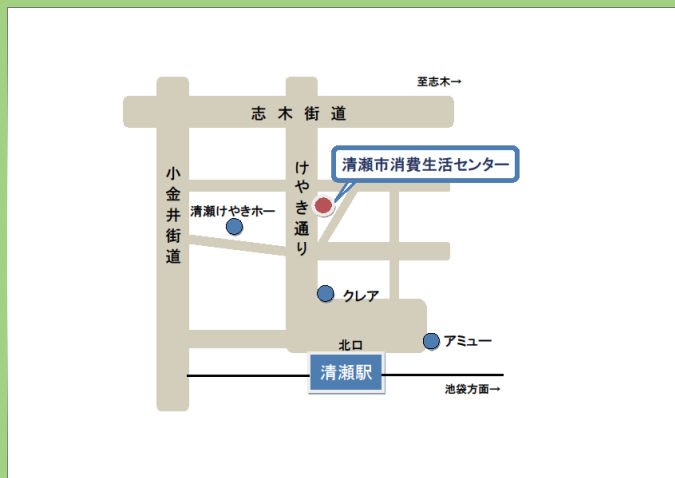 至志木→
志木街道
清瀬市消費生活センター
小金井街道
けやき通り
清瀬けやきホー
クレア
北口
アミュー
清瀬駅
池袋方面→